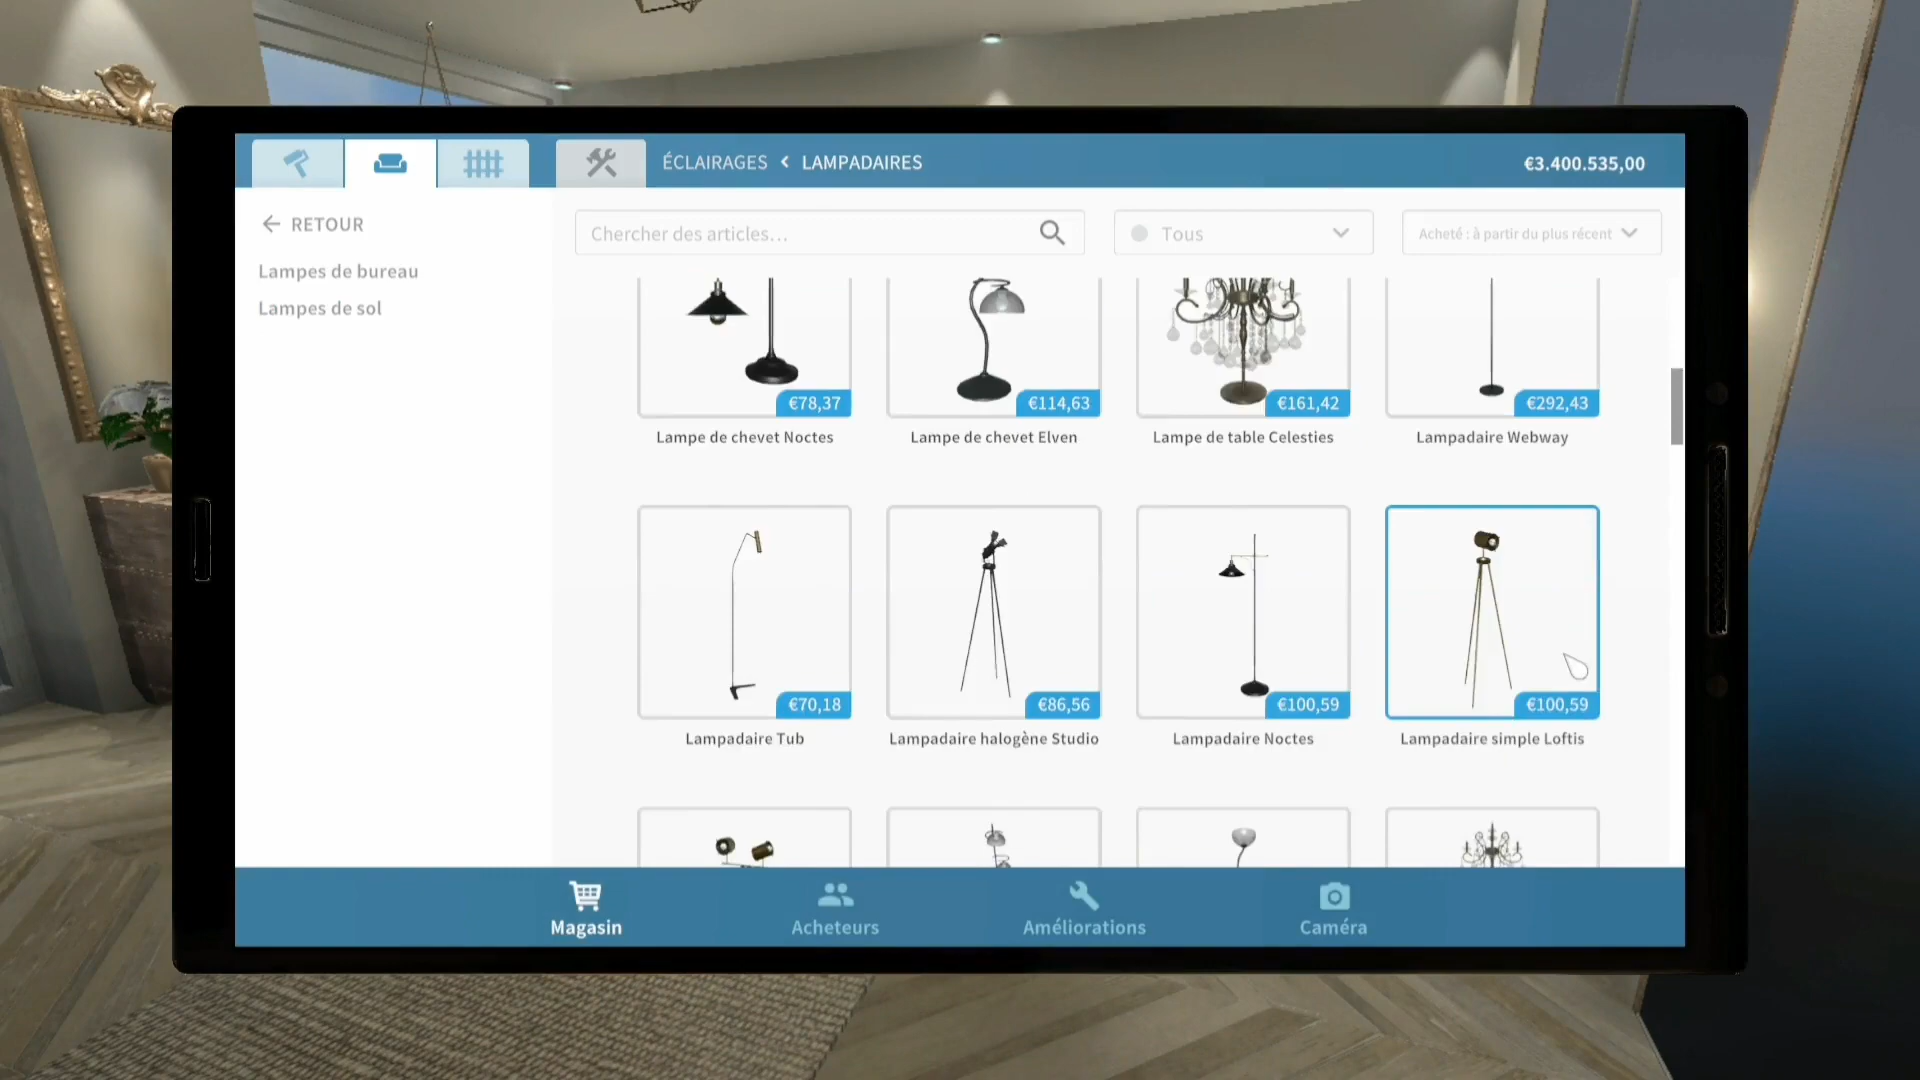 ÉCLAIRAGES < LAMPADAIRES
€3.400.535,00
RETOUR
Lampes de bureau
Lampes de sol
Chercher des articles...
Tous
Acheté : à partir du plus récent
€78,37
€114,63
€161,42
€292,43
Lampe de chevet Noctes
Lampe de chevet Elven
Lampe de table Celesties
Lampadaire Webway
€70,18
€86,56
€100,59
€100,59
Lampadaire Tub
Lampadaire halogène Studio
Lampadaire Noctes
Lampadaire simple Loftis
Magasin
Acheteurs
Améliorations
Caméra